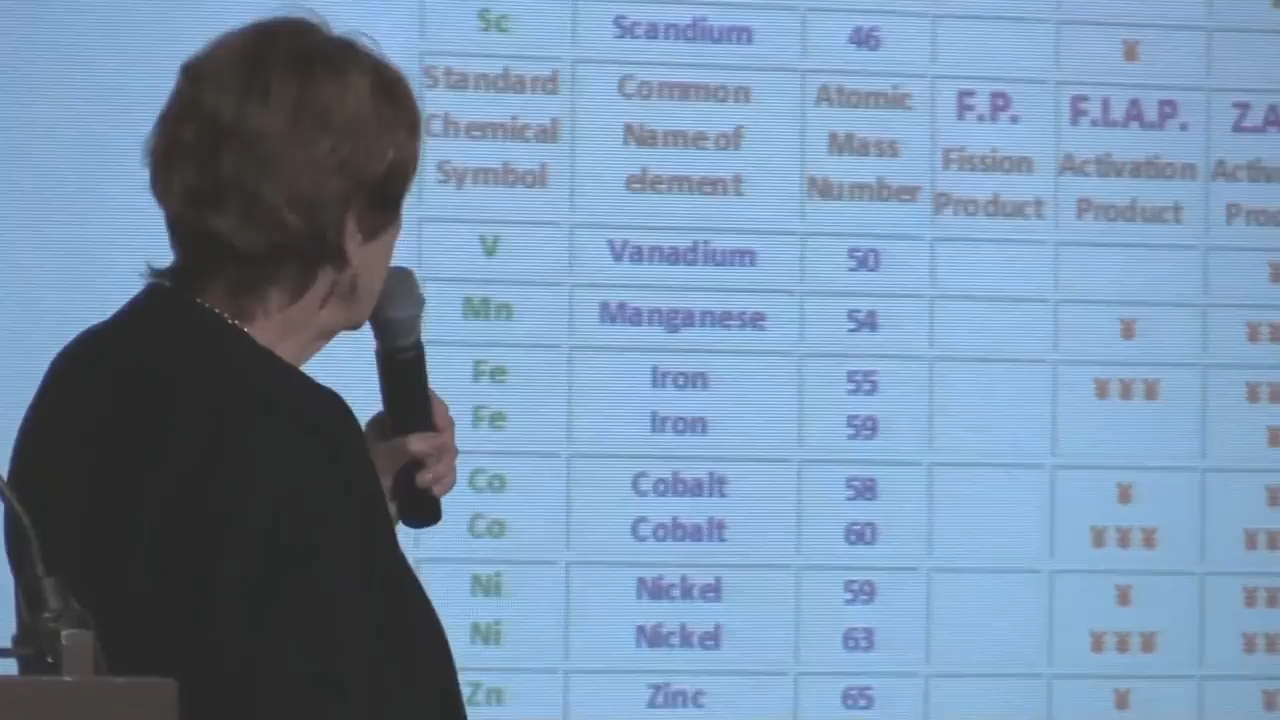 Sc Scandium 46 ¥
Standard Common Atomic F.P. F.I.A.P. Z.A
Chemical Name of Mass Fission Activation Activ
Symbol element Number Product Product Pro
V Vanadium 50 ¥
Mn Manganese 54 ¥ ¥¥
Fe Iron 55 ¥¥¥ ¥¥
Fe Iron 59 ¥
Co Cobalt 58 ¥ ¥
Co Cobalt 60 ¥¥¥ ¥¥
Ni Nickel 59 ¥ ¥¥
Ni Nickel 63 ¥¥¥ ¥¥
Zn Zinc 65 ¥ ¥